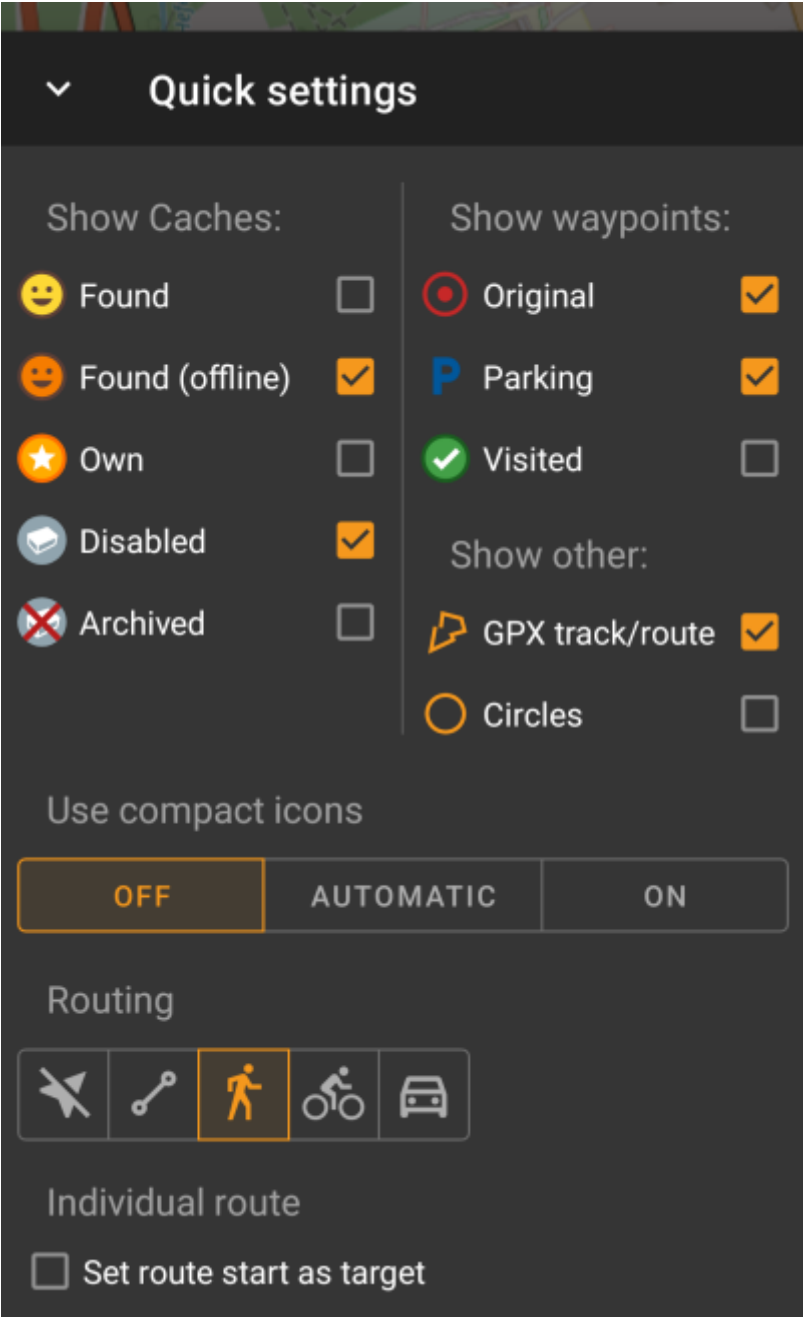 Quick settings
Show Caches:
Found
Found (offline)
Own
Disabled
Archived
Show waypoints:
Original
P Parking
Visited
Show other:
GPX track/route
Circles
Use compact icons
OFF AUTOMATIC ON
Routing
Individual route
Set route start as target